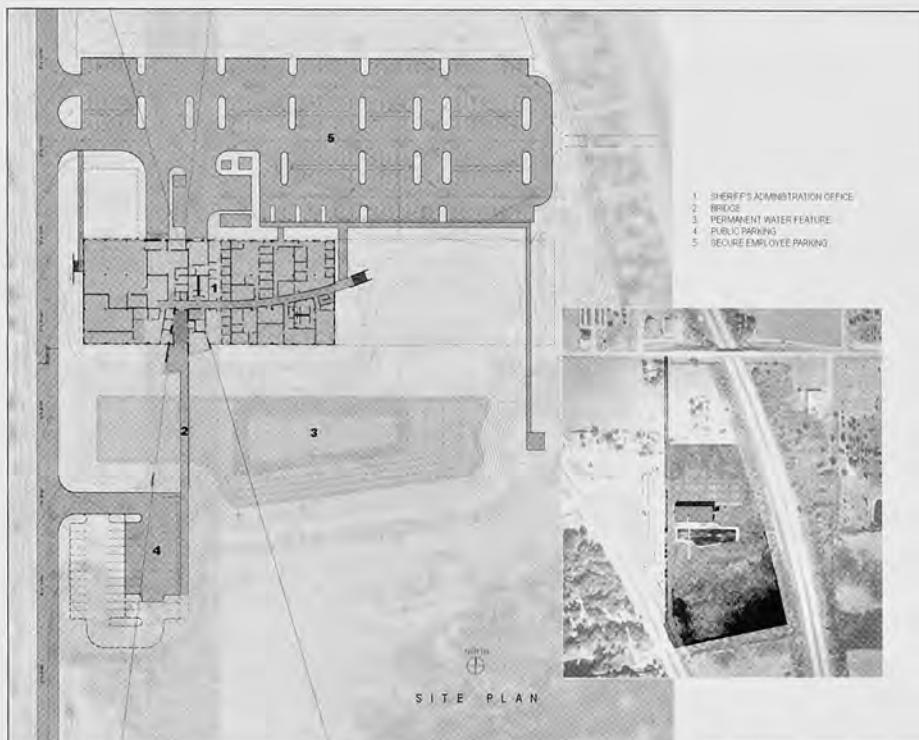 5
1 SHERIFF'S ADMINISTRATION OFFICE
2 BRIDGE
3 PERMANENT WATER FEATURE
4 PUBLIC PARKING
5 SECURE EMPLOYEE PARKING
1
2
3
4
NORTH
SITE PLAN